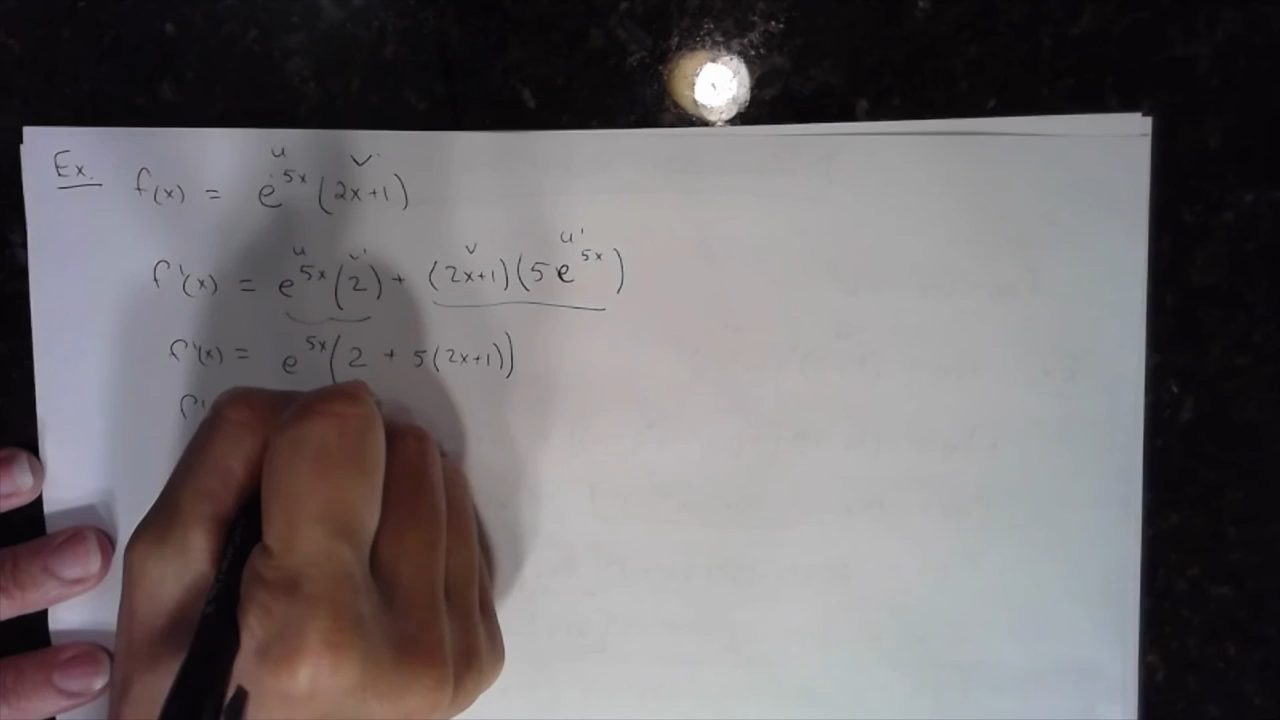 u v
Ex. f(x) = e^5x (2x+1)
u v' v u'
f'(x) = e^5x (2) + (2x+1)(5e^5x)
f'(x) = e^5x (2 + 5(2x+1))
f'